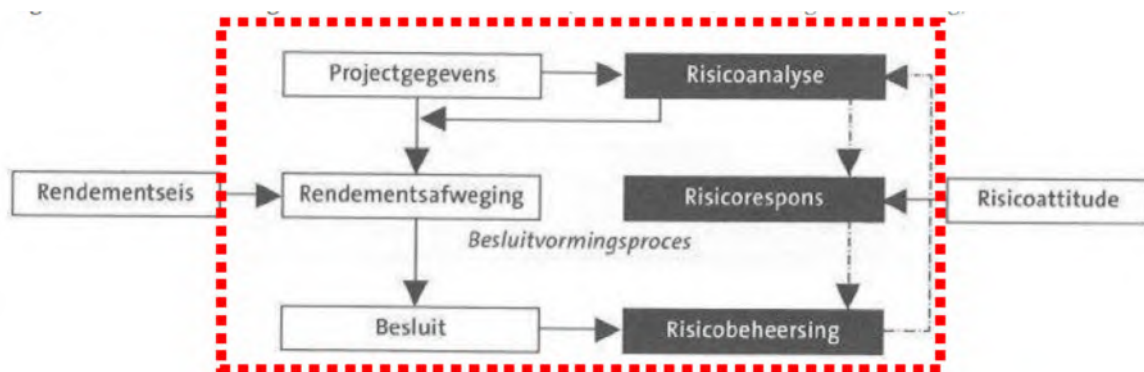 Projectgegevens
Risicoanalyse
Rendementseis
Rendementsafweging
Risicorespons
Risicoattitude
Besluitvormingsproces
Besluit
Risicobeheersing